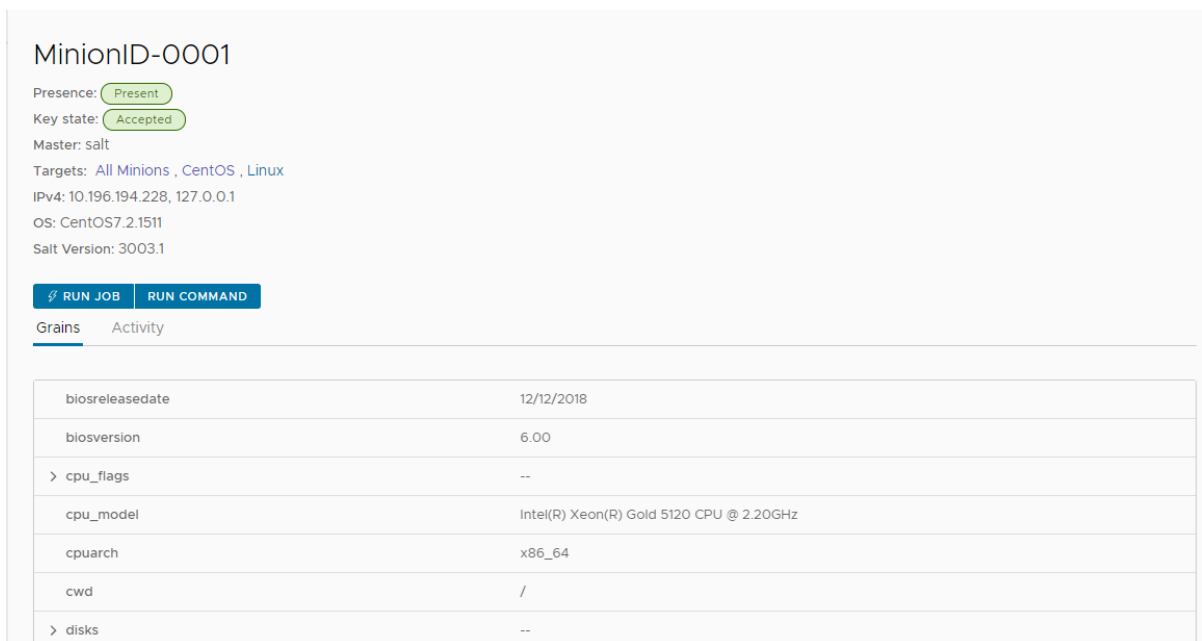 MinionID-0001
Presence: Present
Key state: Accepted
Master: salt
Targets: All Minions , CentOS , Linux
IPv4: 10.196.194.228, 127.0.0.1
OS: CentOS7.2.1511
Salt Version: 3003.1
RUN JOB RUN COMMAND
Grains Activity
biosreleasedate 12/12/2018
biosversion 6.00
> cpu_flags --
cpu_model Intel(R) Xeon(R) Gold 5120 CPU @ 2.20GHz
cpuarch x86_64
cwd /
> disks --